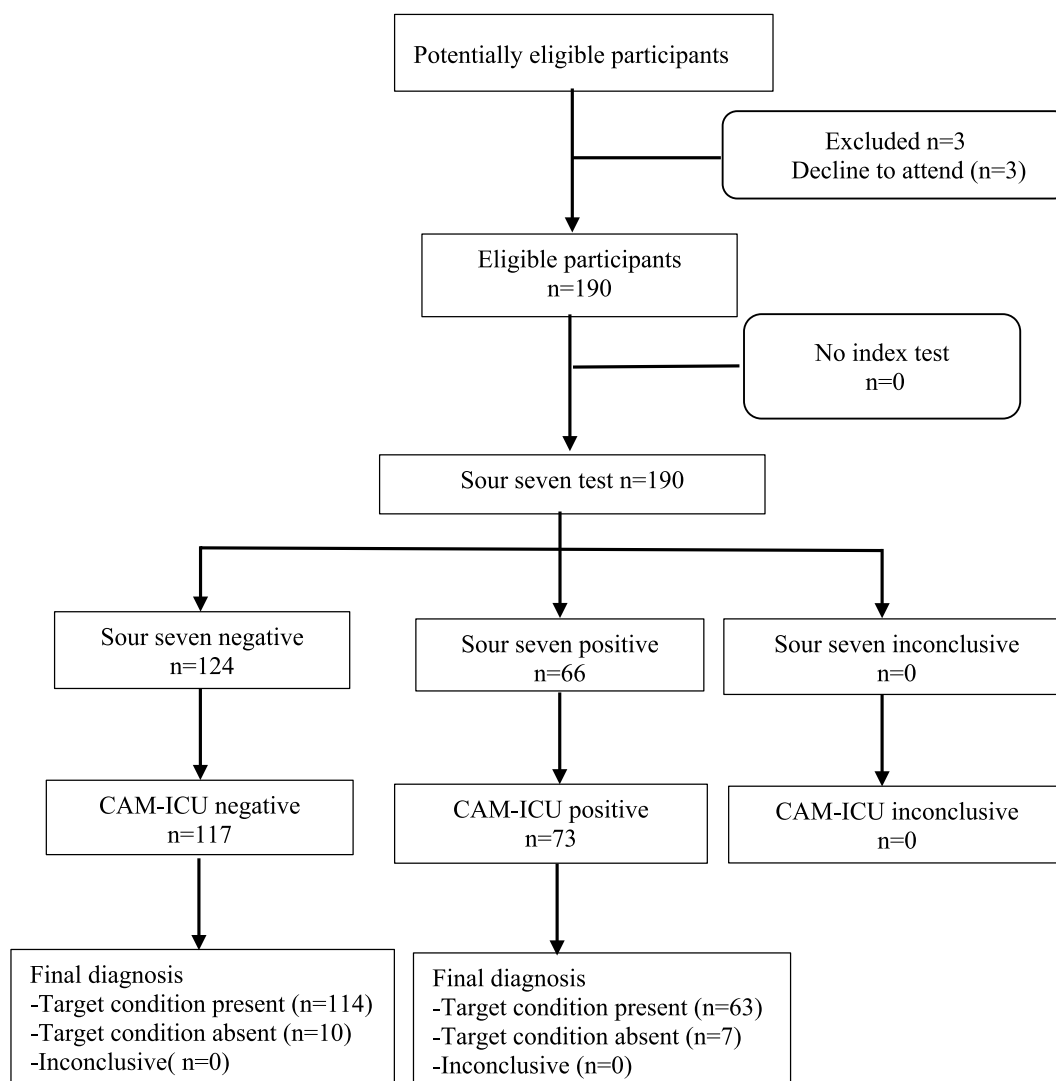 Potentially eligible participants
Excluded n=3
Decline to attend (n=3)
Eligible participants
n=190
No index test
n=0
Sour seven test n=190
Sour seven negative
n=124
Sour seven positive
n=66
Sour seven inconclusive
n=0
CAM-ICU negative
n=117
CAM-ICU positive
n=73
CAM-ICU inconclusive
n=0
Final diagnosis
-Target condition present (n=114)
-Target condition absent (n=10)
-Inconclusive( n=0)
Final diagnosis
-Target condition present (n=63)
-Target condition absent (n=7)
-Inconclusive (n=0)